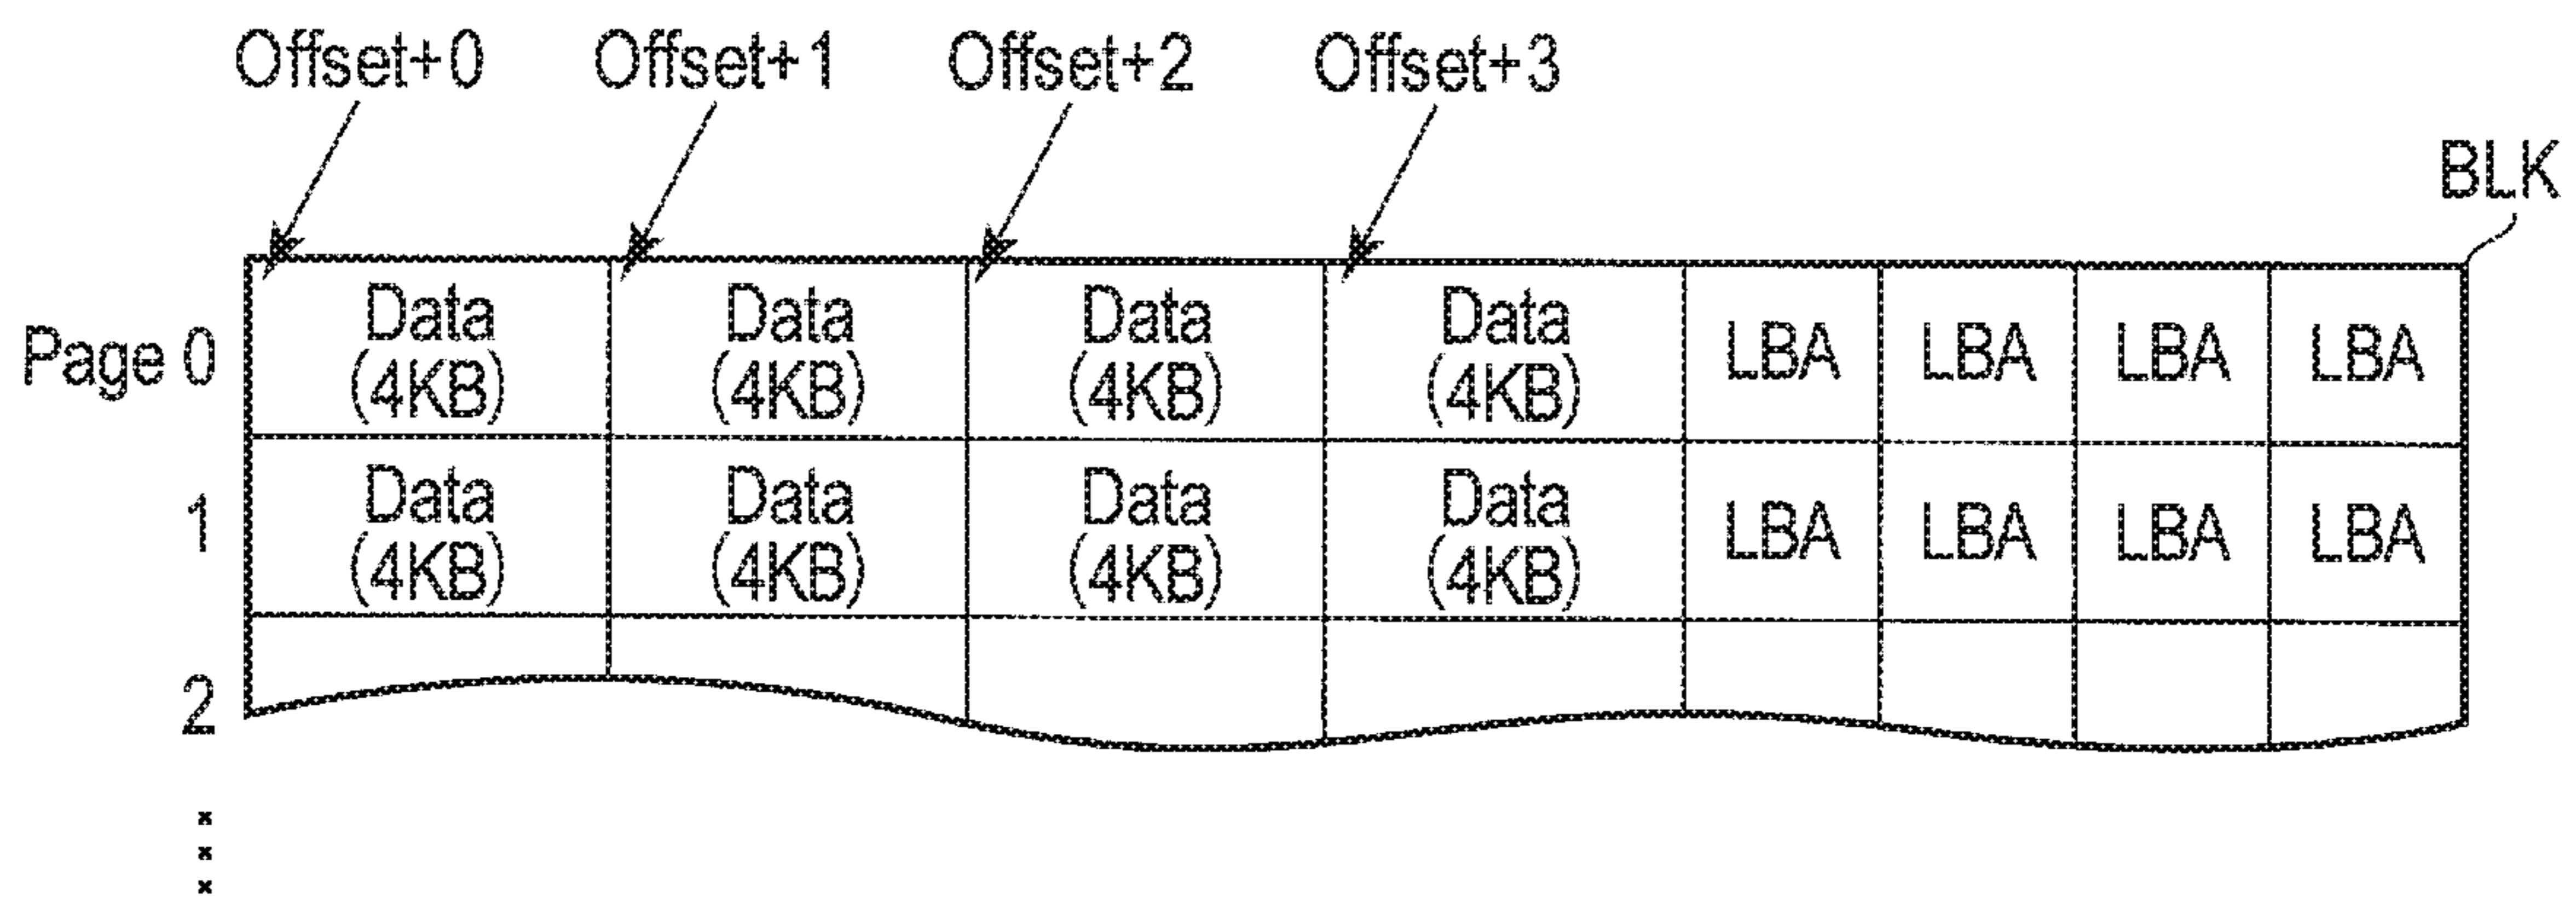 Offset+0 Offset+1 Offset+2 Offset+3
BLK
Page 0 Data (4KB) Data (4KB) Data (4KB) Data (4KB) LBA LBA LBA LBA
1 Data (4KB) Data (4KB) Data (4KB) Data (4KB) LBA LBA LBA LBA
2